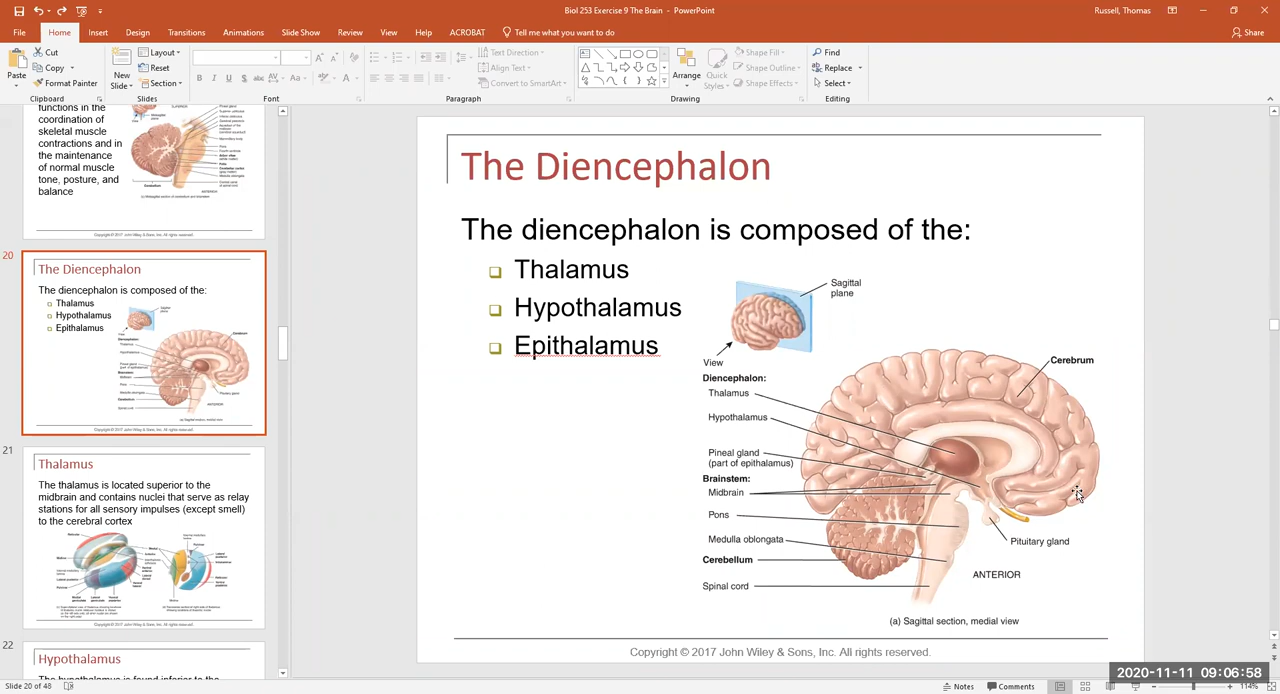 Biol 253 Exercise 9 The Brain - PowerPoint
Russell, Thomas
File Home Insert Design Transitions Animations Slide Show Review View Help ACROBAT Tell me what you want to do
Share
Paste
Cut
Copy
Format Painter
Clipboard
New
Slide
Layout
Reset
Section
Slides
Font
Text Direction
Align Text
Convert to SmartArt
Paragraph
Arrange
Quick
Styles
Shape Fill
Shape Outline
Shape Effects
Drawing
Find
Replace
Select
Editing
functions in the
coordination of
skeletal muscle
contractions and in
the maintenance
of normal muscle
tone, posture, and
balance
20
The Diencephalon
The diencephalon is composed of the:
Thalamus
Hypothalamus
Epithalamus
21
Thalamus
The thalamus is located superior to the
midbrain and contains nuclei that serve as relay
stations for all sensory impulses (except smell)
to the cerebral cortex
22
Hypothalamus
The hypothalamus is found inferior to the
The Diencephalon
The diencephalon is composed of the:
Thalamus
Hypothalamus
Epithalamus
Sagittal
plane
View
Cerebrum
Diencephalon:
Thalamus
Hypothalamus
Pineal gland
(part of epithalamus)
Brainstem:
Midbrain
Pons
Medulla oblongata
Cerebellum
Spinal cord
Pituitary gland
ANTERIOR
(a) Sagittal section, medial view
Copyright © 2017 John Wiley & Sons, Inc. All rights reserved.
2020-11-11 09:06:58
Slide 20 of 48
Notes
Comments
114%